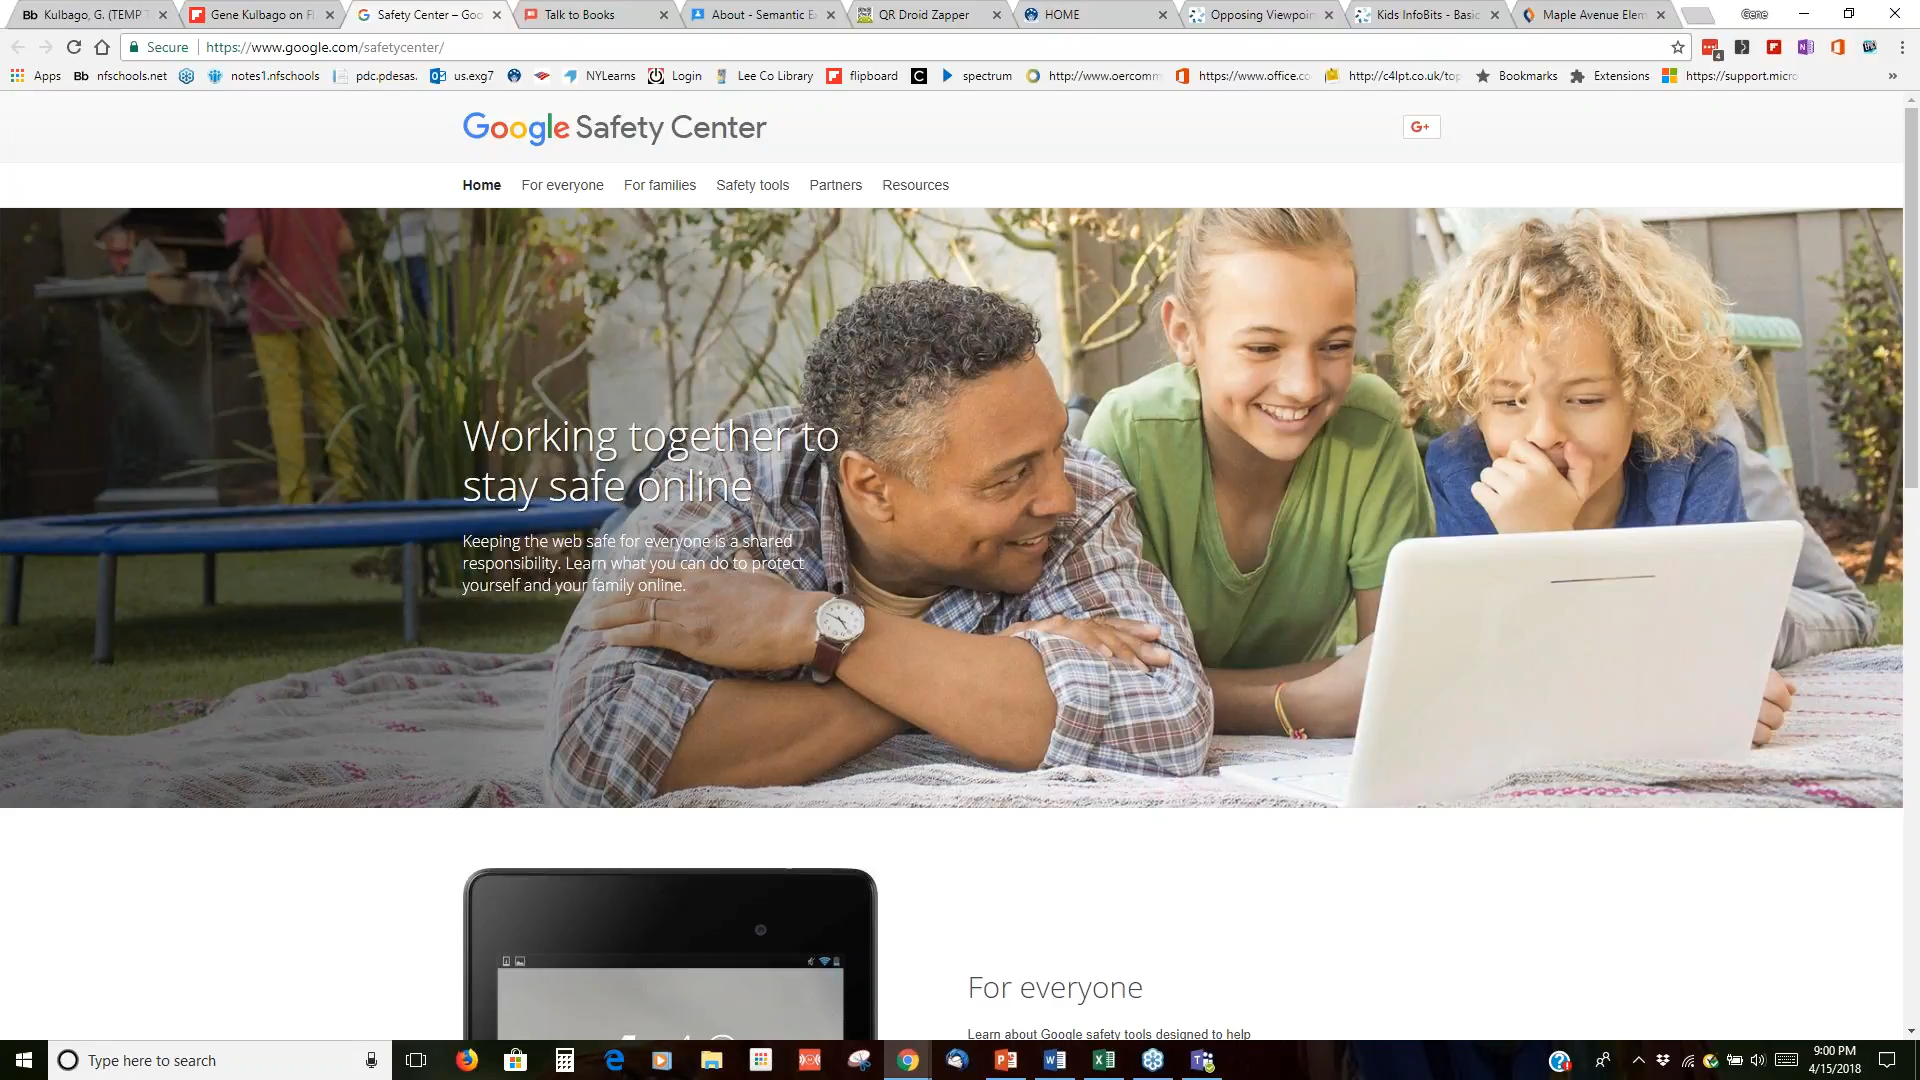 Kulbago, G. (TEMP T
Gene Kulbago on Fl
Safety Center – Goo
Talk to Books
About - Semantic E
QR Droid Zapper
HOME
Opposing Viewpoin
Kids InfoBits - Basic
Maple Avenue Elem
Gene
Secure
https://www.google.com/safetycenter/
Apps
Bb
nfschools.net
notes1.nfschools
pdc.pdesas.
us.exg7
NYLearns
Login
Lee Co Library
flipboard
spectrum
http://www.oercomm
https://www.office.co
http://c4lpt.co.uk/top
Bookmarks
Extensions
https://support.micro
»
Google Safety Center
G+
Home For everyone For families Safety tools Partners Resources
Working together to
stay safe online
Keeping the web safe for everyone is a shared
responsibility. Learn what you can do to protect
yourself and your family online.
For everyone
Learn about Google safety tools designed to help
Type here to search
9:00 PM
4/15/2018